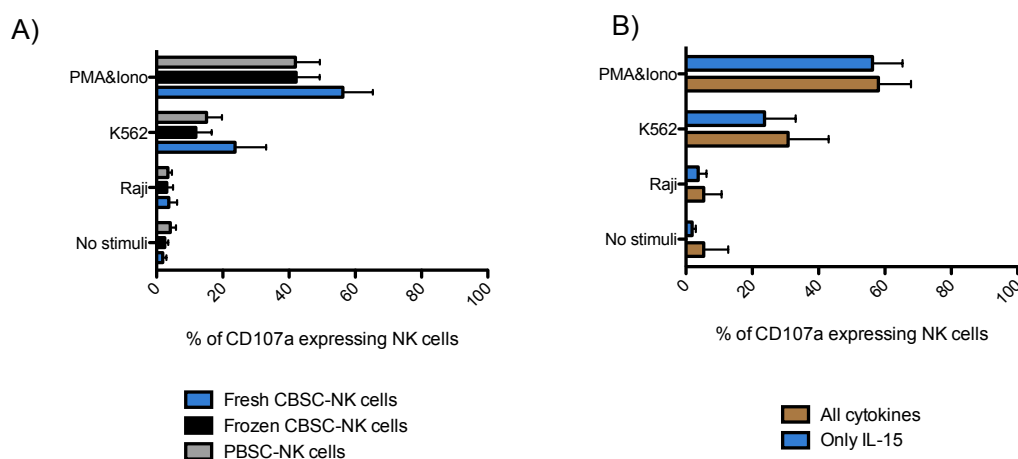 A)
PMA&Iono
K562
Raji
No stimuli
0
20
40
60
80
100
% of CD107a expressing NK cells
Fresh CBSC-NK cells
Frozen CBSC-NK cells
PBSC-NK cells
B)
PMA&Iono
K562
Raji
No stimuli
0
20
40
60
80
100
% of CD107a expressing NK cells
All cytokines
Only IL-15